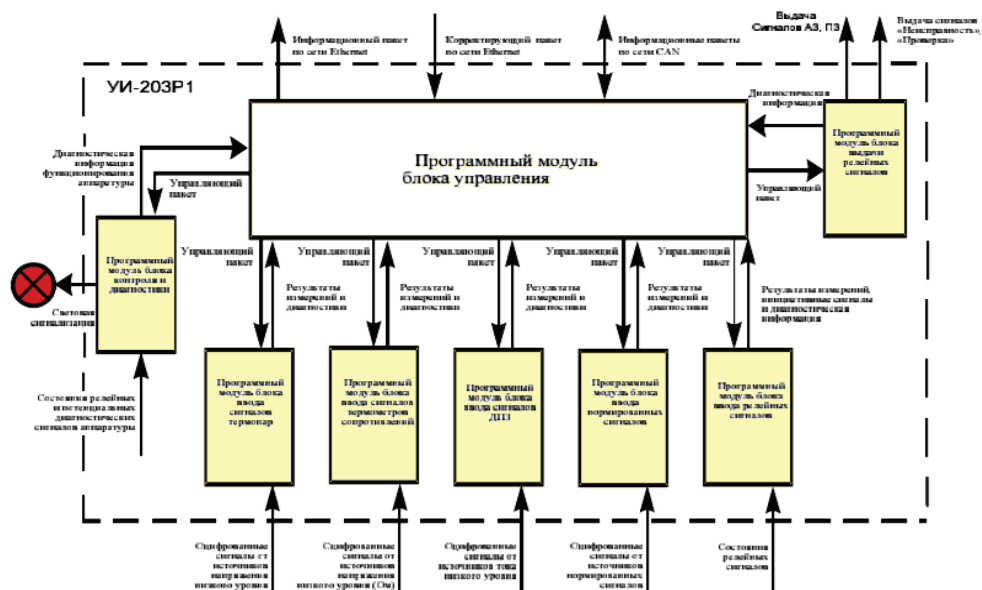 Выдача
Сигналов АЗ, ПЗ
Выдача сигналов
«Неисправность»,
«Проверка»
Информационный пакет
по сети Ethernet
Корректирующий пакет
по сети Ethernet
Информационные пакеты
по сети CAN
УИ-203Р1
Диагностическая
информация
Программный модуль
блока управления
Программный
модуль блока
выдачи
релейных
сигналов
Диагностическая
информация
функционирования
аппаратуры
Управляющий
пакет
Управляющий
пакет
Программный
модуль блока
контроля и
диагностики
Световая
сигнализация
Управляющий
пакет
Управляющий
пакет
Управляющий
пакет
Управляющий
пакет
Управляющий
пакет
Результаты
измерений и
диагностики
Результаты
измерений и
диагностики
Результаты
измерений и
диагностики
Результаты
измерений и
диагностики
Результаты измерений,
инициативные сигналы
и диагностическая
информация
Состояния релейных
и потенциальных
диагностических
сигналов аппаратуры
Программный
модуль блока
ввода
сигналов
термопар
Программный
модуль блока
ввода сигналов
термометров
сопротивлений
Программный
модуль блока
ввода сигналов
ДПЗ
Программный
модуль блока
ввода
нормированных
сигналов
Программный
модуль блока
ввода релейных
сигналов
Оцифрованные
сигналы от
источников
напряжения
низкого уровня
Оцифрованные
сигналы от
источников
напряжения
низкого уровня (Ом)
Оцифрованные
сигналы от
источников тока
низкого уровня
Оцифрованные
сигналы от
источников
нормированных
сигналов
Состояния
релейных
сигналов